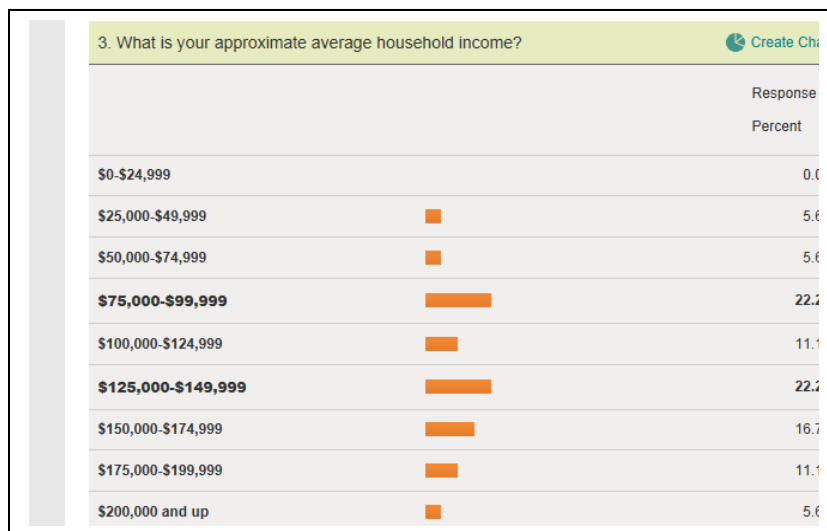 3. What is your approximate average household income? Create Cha
Response
Percent
$0-$24,999 0.0
$25,000-$49,999 5.6
$50,000-$74,999 5.6
$75,000-$99,999 22.2
$100,000-$124,999 11.1
$125,000-$149,999 22.2
$150,000-$174,999 16.7
$175,000-$199,999 11.1
$200,000 and up 5.6